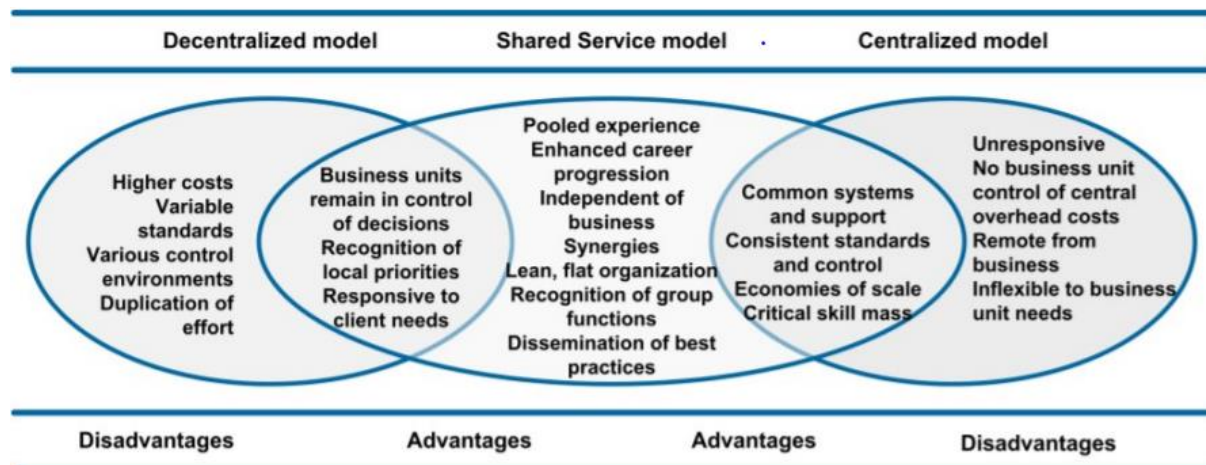 Decentralized model
Shared Service model
Centralized model
Higher costs
Variable
standards
Various control
environments
Duplication of
effort
Business units
remain in control
of decisions
Recognition of
local priorities
Responsive to
client needs
Pooled experience
Enhanced career
progression
Independent of
business
Synergies
Lean, flat organization
Recognition of group
functions
Dissemination of best
practices
Common systems
and support
Consistent standards
and control
Economies of scale
Critical skill mass
Unresponsive
No business unit
control of central
overhead costs
Remote from
business
Inflexible to business
unit needs
Disadvantages
Advantages
Advantages
Disadvantages